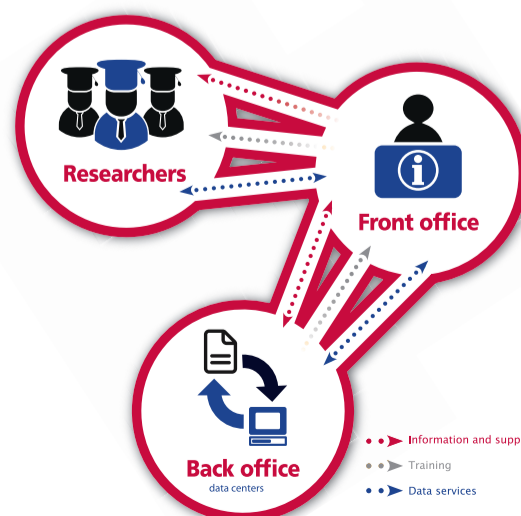 Researchers
Front office
Back office
data centers
Information and supp
Training
Data services